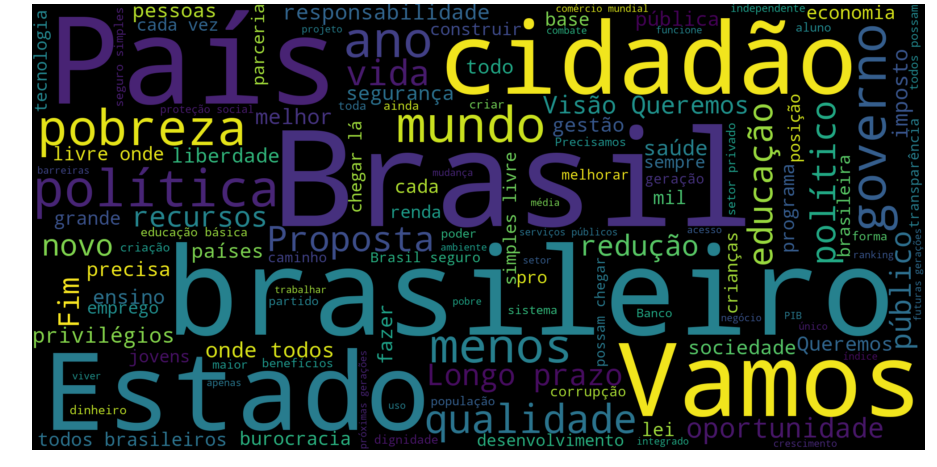 País
cidadão
Brasil
brasileiro
Estado
Vamos
pessoas
cada vez
tecnologia
seguro simples
parceria
responsabilidade
projeto
construir
ano
vida
todo
segurança
comércio mundial
base
combate
pública
funcione
independente
aluno
economia
todos possam
imposto
governo
pobreza
proteção social
melhor
toda
ainda
criar
lá
mundo
Visão Queremos
gestão
Precisamos
saúde
sempre
setor privado
educação
posição
programa
político
brasileira
transparência
livre onde
liberdade
barreiras
política
chegar
cada
mudança
renda
simples livre
melhorar
geração
mil
média
grande
recursos
educação básica
novo
criação
países
Proposta
caminho
poder
ambiente
Brasil seguro
serviços públicos
acesso
redução
crianças
forma
ranking
público
futuras gerações
Fim
precisa
ensino
emprego
trabalhar
partido
setor
pro
pobre
sistema
possam chegar
Banco
negócio
PIB
único
privilégios
jovens
onde todos
maior
benefícios
fazer
menos
sociedade
Queremos
índice
viver
apenas
próximas gerações
Longo prazo
corrupção
dinheiro
uso
população
qualidade
lei
oportunidade
todos brasileiros
burocracia
dignidade
desenvolvimento
integrado
crescimento